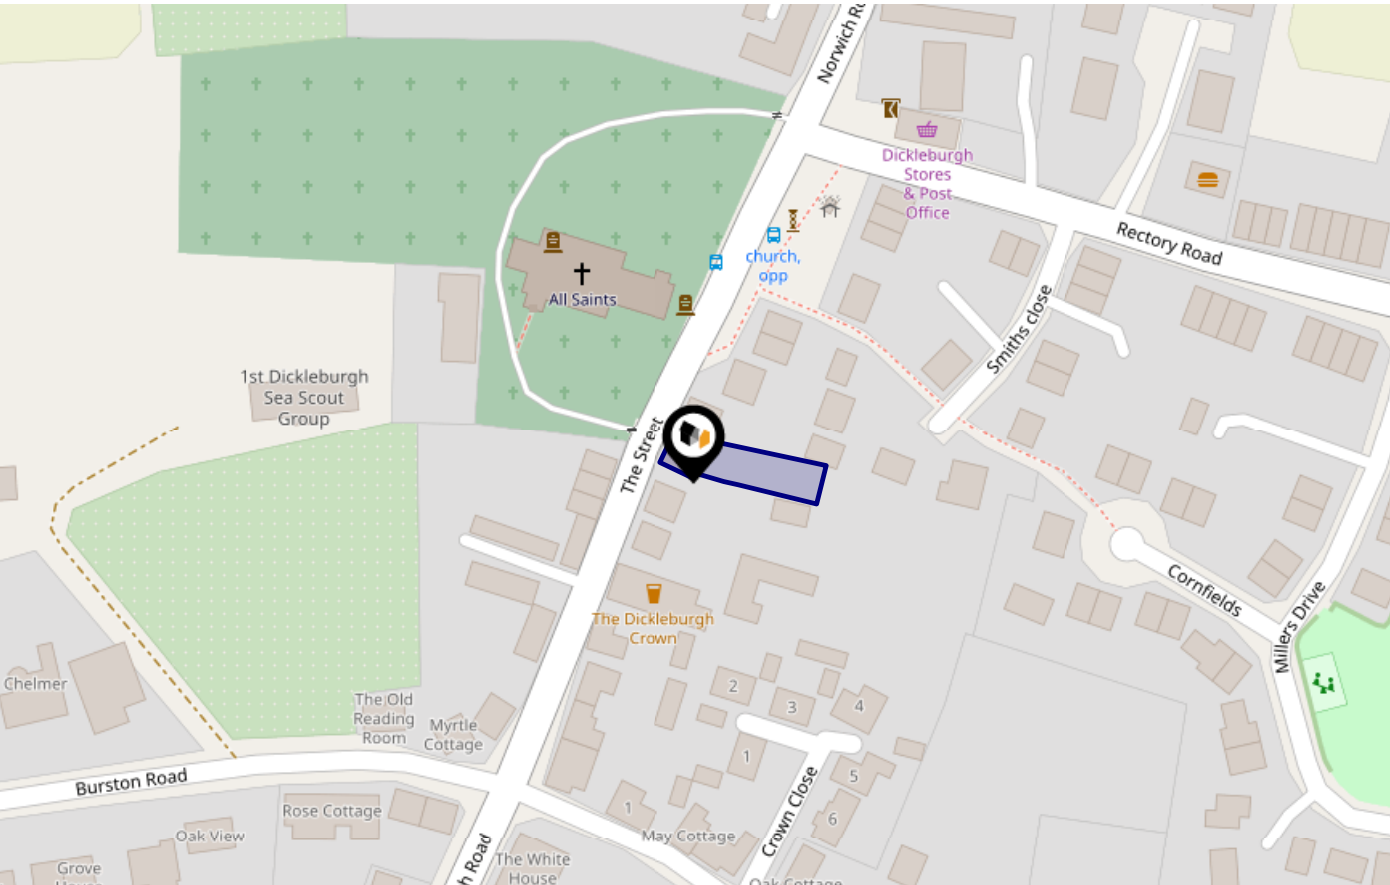 Norwich Ro
Dickleburgh
Stores
& Post
Office
Rectory Road
church,
opp
All Saints
Smiths close
1st Dickleburgh
Sea Scout
Group
The Street
Cornfields
Millers Drive
The Dickleburgh
Crown
Chelmer
The Old
Reading
Room
Myrtle
Cottage
2
3
4
1
5
6
Burston Road
Rose Cottage
1
Oak View
May Cottage
Crown Close
Grove
The White
House
h Road
Oak Cottage